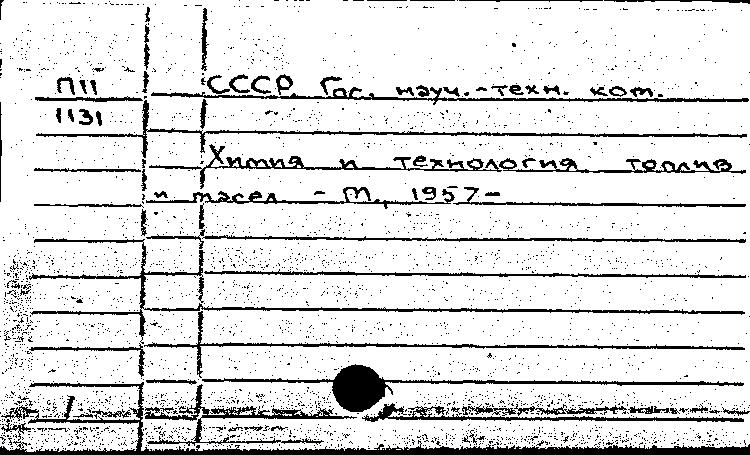 П11 СССР. Гос. науч.-техн. ком.
1131
Химия и технология топлив
и масел. - М., 1957-